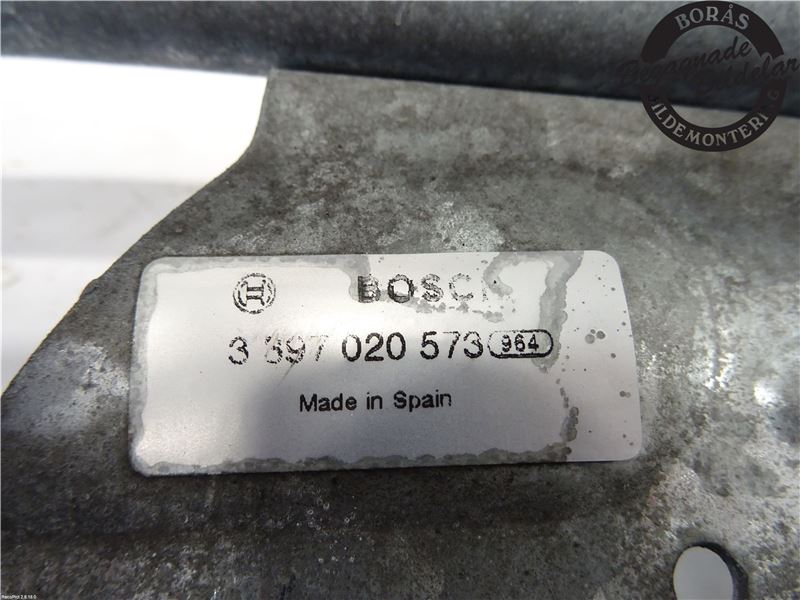 BORÅS
Begagnade
Bildelar
BILDEMONTERING
BOSCH
3 397 020 573 964
Made in Spain